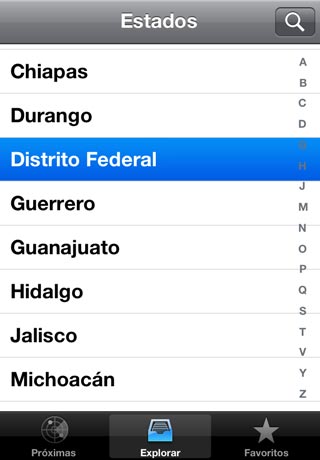 Estados
Chiapas
Durango
Distrito Federal
Guerrero
Guanajuato
Hidalgo
Jalisco
Michoacán
A
B
C
D
G
H
J
M
N
O
P
Q
S
T
V
Y
Z
Próximas
Explorar
Favoritos